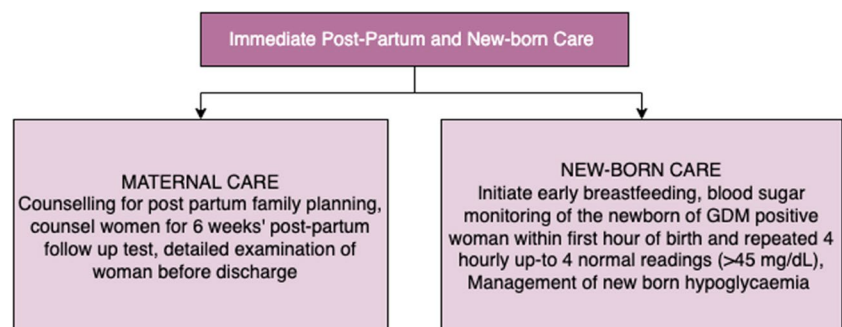 Immediate Post-Partum and New-born Care
MATERNAL CARE
Counselling for post partum family planning,
counsel women for 6 weeks' post-partum
follow up test, detailed examination of
woman before discharge
NEW-BORN CARE
Initiate early breastfeeding, blood sugar
monitoring of the newborn of GDM positive
woman within first hour of birth and repeated 4
hourly up-to 4 normal readings (>45 mg/dL),
Management of new born hypoglycaemia